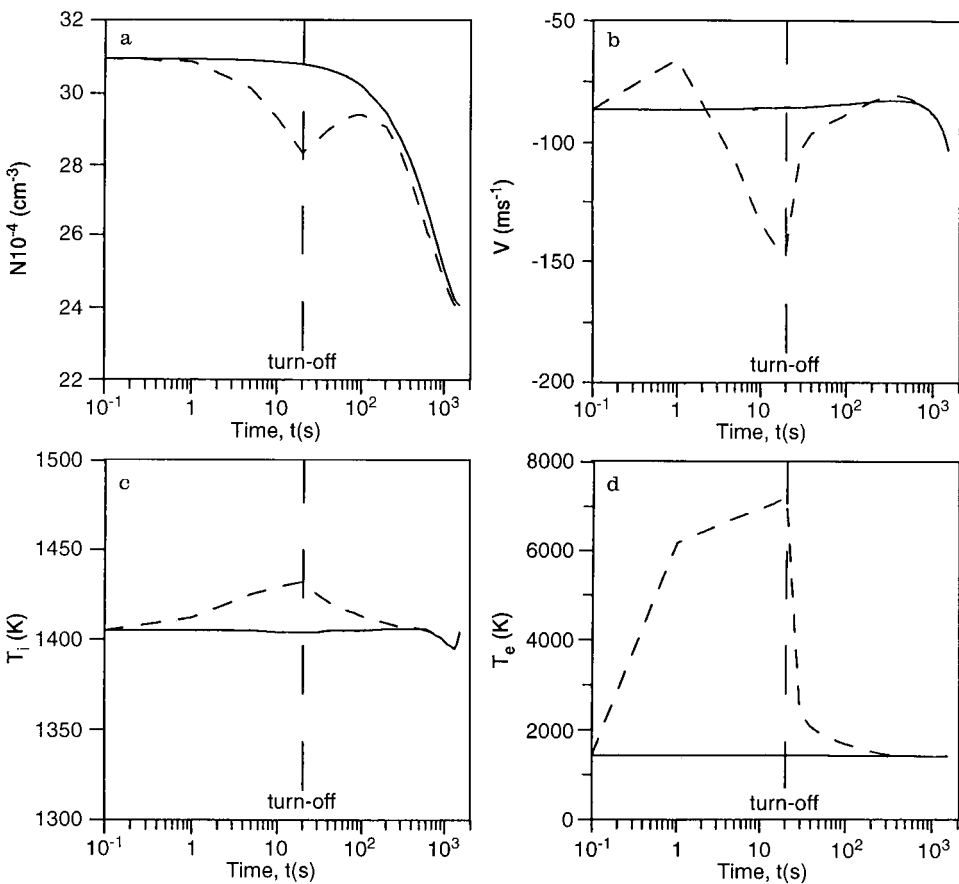 a
N10⁻⁴ (cm⁻³)
32
31
30
28
26
24
22
turn-off
10⁻¹ 1 10 10² 10³
Time, t(s)
b
V (ms⁻¹)
-50
-100
-150
-200
turn-off
10⁻¹ 1 10 10² 10³
Time, t(s)
c
Tᵢ (K)
1500
1450
1400
1350
1300
turn-off
10⁻¹ 1 10 10² 10³
Time, t(s)
d
Tₑ (K)
8000
6000
4000
2000
0
turn-off
10⁻¹ 1 10 10² 10³
Time, t(s)